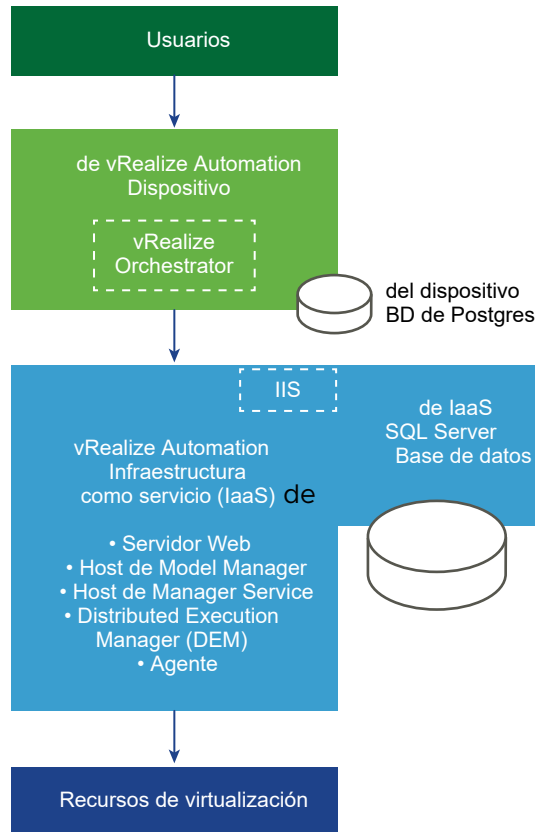 Usuarios
de vRealize Automation
Dispositivo
vRealize
Orchestrator
del dispositivo
BD de Postgres
IIS
de IaaS
SQL Server
Base de datos
vRealize Automation
Infraestructura
como servicio (IaaS) de
• Servidor Web
• Host de Model Manager
• Host de Manager Service
• Distributed Execution
Manager (DEM)
• Agente
Recursos de virtualización